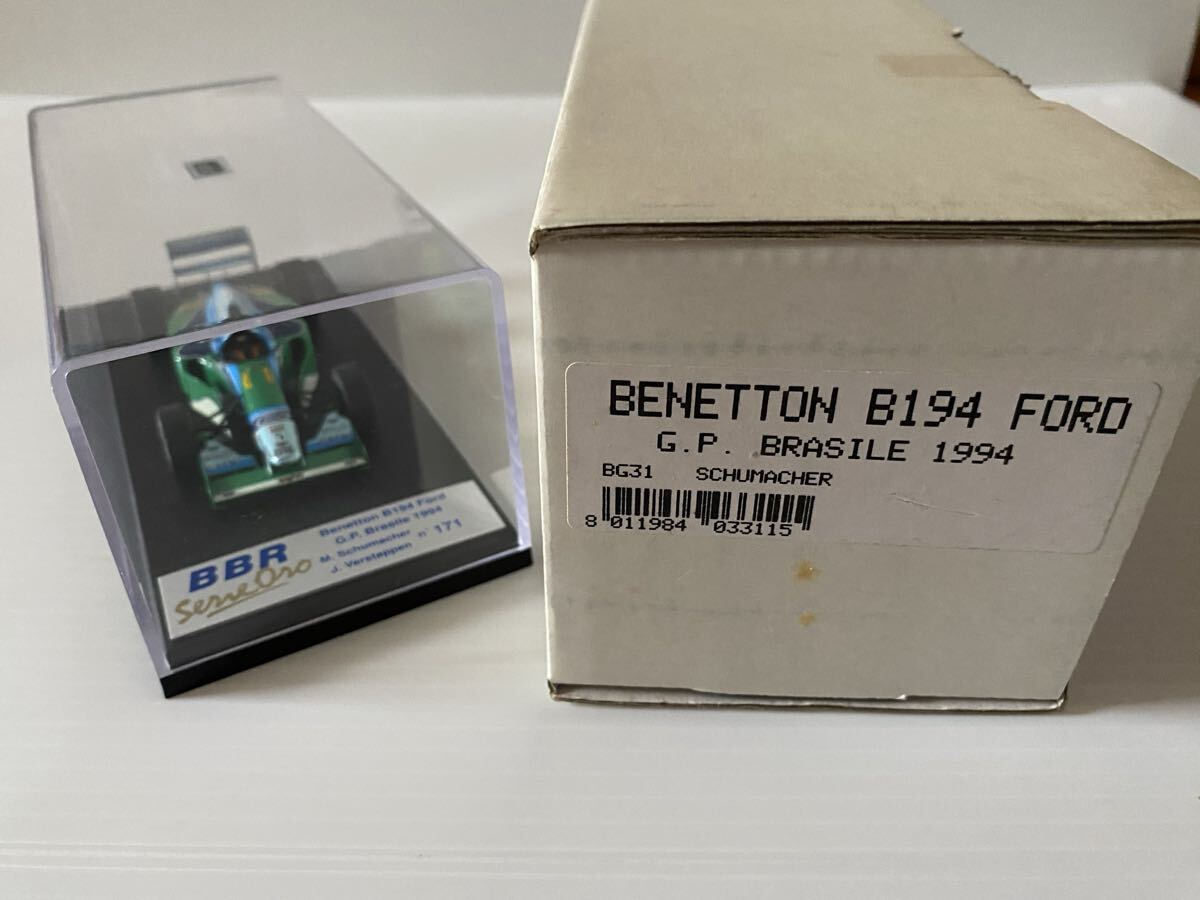 BBR
Serie Oro
Benetton B194 Ford
G.P. Brasile 1994
M. Schumacher
J. Verstappen n° 171
BENETTON B194 FORD
G.P. BRASILE 1994
BG31 SCHUMACHER
8 011984 033115